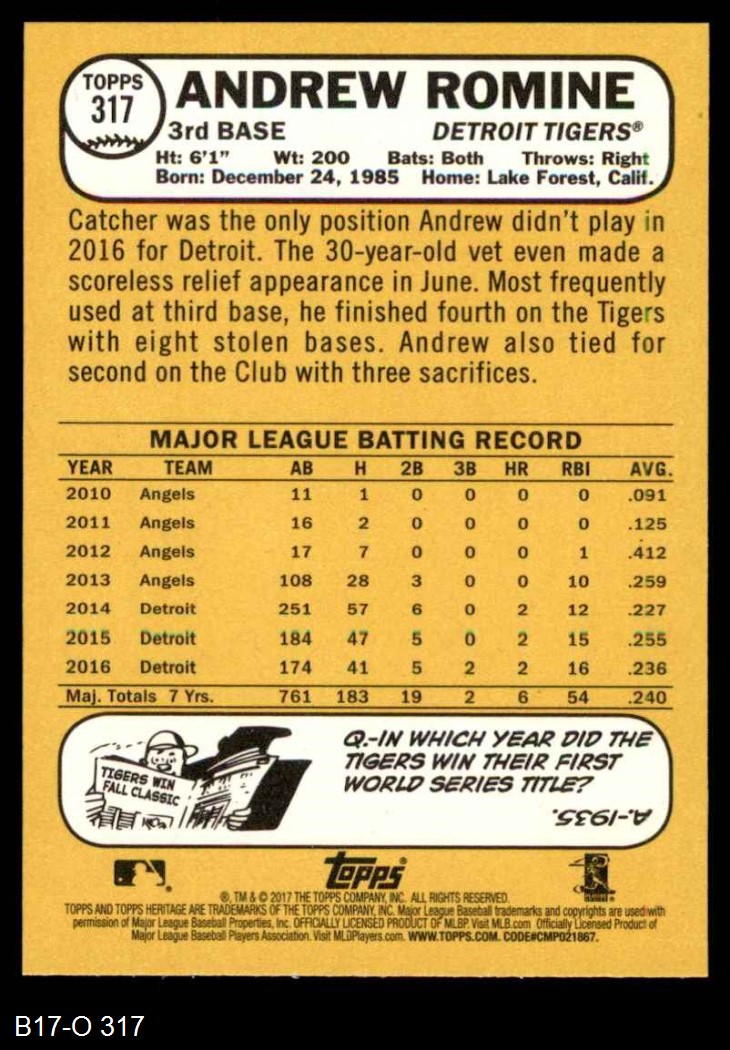 TOPPS
317
ANDREW ROMINE
3rd BASE DETROIT TIGERS®
Ht: 6'1" Wt: 200 Bats: Both Throws: Right
Born: December 24, 1985 Home: Lake Forest, Calif.
Catcher was the only position Andrew didn't play in
2016 for Detroit. The 30-year-old vet even made a
scoreless relief appearance in June. Most frequently
used at third base, he finished fourth on the Tigers
with eight stolen bases. Andrew also tied for
second on the Club with three sacrifices.
MAJOR LEAGUE BATTING RECORD
YEAR TEAM AB H 2B 3B HR RBI AVG.
2010 Angels 11 1 0 0 0 0 .091
2011 Angels 16 2 0 0 0 0 .125
2012 Angels 17 7 0 0 0 1 .412
2013 Angels 108 28 3 0 0 10 .259
2014 Detroit 251 57 6 0 2 12 .227
2015 Detroit 184 47 5 0 2 15 .255
2016 Detroit 174 41 5 2 2 16 .236
Maj. Totals 7 Yrs. 761 183 19 2 6 54 .240
TIGERS WIN
FALL CLASSIC
Q.-IN WHICH YEAR DID THE
TIGERS WIN THEIR FIRST
WORLD SERIES TITLE?
A.-1935.
topps®
®, TM & © 2017 THE TOPPS COMPANY, INC. ALL RIGHTS RESERVED.
TOPPS AND TOPPS HERITAGE ARE TRADEMARKS OF THE TOPPS COMPANY, INC. Major League Baseball trademarks and copyrights are used with
permission of Major League Baseball Properties, Inc. OFFICIALLY LICENSED PRODUCT OF MLBP. Visit MLB.com Officially Licensed Product of
Major League Baseball Players Association. Visit MLBPlayers.com. WWW.TOPPS.COM. CODE#CMP021867.
B17-O 317